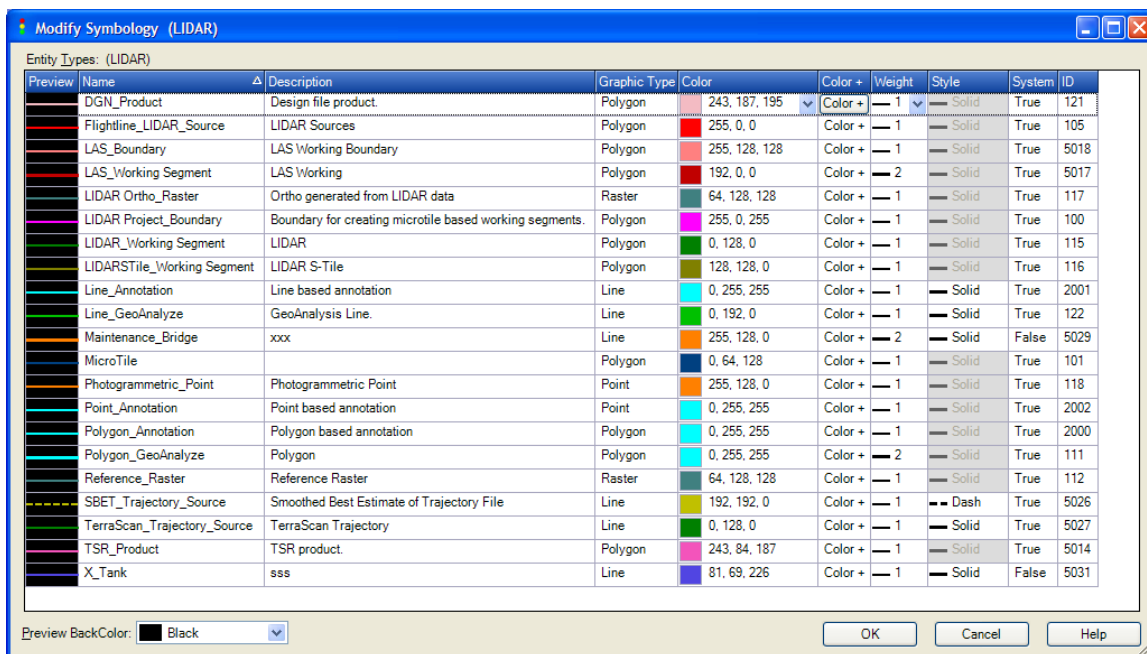 Modify Symbology (LIDAR)
Entity Types: (LIDAR)
Preview Name Description Graphic Type Color Color + Weight Style System ID
DGN_Product Design file product. Polygon 243, 187, 195 Color + 1 Solid True 121
Flightline_LIDAR_Source LIDAR Sources Polygon 255, 0, 0 Color + 1 Solid True 105
LAS_Boundary LAS Working Boundary Polygon 255, 128, 128 Color + 1 Solid True 5018
LAS_Working Segment LAS Working Polygon 192, 0, 0 Color + 2 Solid True 5017
LIDAR Ortho_Raster Ortho generated from LIDAR data Raster 64, 128, 128 Color + 1 Solid True 117
LIDAR Project_Boundary Boundary for creating microtile based working segments. Polygon 255, 0, 255 Color + 1 Solid True 100
LIDAR_Working Segment LIDAR Polygon 0, 128, 0 Color + 1 Solid True 115
LIDARSTile_Working Segment LIDAR S-Tile Polygon 128, 128, 0 Color + 1 Solid True 116
Line_Annotation Line based annotation Line 0, 255, 255 Color + 1 Solid True 2001
Line_GeoAnalyze GeoAnalysis Line. Line 0, 192, 0 Color + 1 Solid True 122
Maintenance_Bridge xxx Line 255, 128, 0 Color + 2 Solid False 5029
MicroTile Polygon 0, 64, 128 Color + 1 Solid True 101
Photogrammetric_Point Photogrammetric Point Point 255, 128, 0 Color + 1 Solid True 118
Point_Annotation Point based annotation Point 0, 255, 255 Color + 1 Solid True 2002
Polygon_Annotation Polygon based annotation Polygon 0, 255, 255 Color + 1 Solid True 2000
Polygon_GeoAnalyze Polygon Polygon 0, 255, 255 Color + 2 Solid True 111
Reference_Raster Reference Raster Raster 64, 128, 128 Color + 1 Solid True 112
SBET_Trajectory_Source Smoothed Best Estimate of Trajectory File Line 192, 192, 0 Color + 1 Dash True 5026
TerraScan_Trajectory_Source TerraScan Trajectory Line 0, 128, 0 Color + 1 Solid True 5027
TSR_Product TSR product. Polygon 243, 84, 187 Color + 1 Solid True 5014
X_Tank sss Line 81, 69, 226 Color + 1 Solid False 5031
Preview BackColor: Black OK Cancel Help